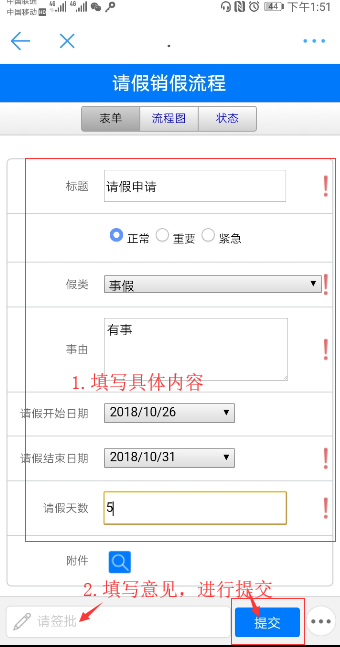 中国联通
中国移动 HD 4G 4G 44 下午1:51
.
请假销假流程
表单 流程图 状态
标题 请假申请
正常 重要 紧急
假类 事假
事由 有事
1.填写具体内容
请假开始日期 2018/10/26
请假结束日期 2018/10/31
请假天数 5
附件
2.填写意见，进行提交
请签批 提交